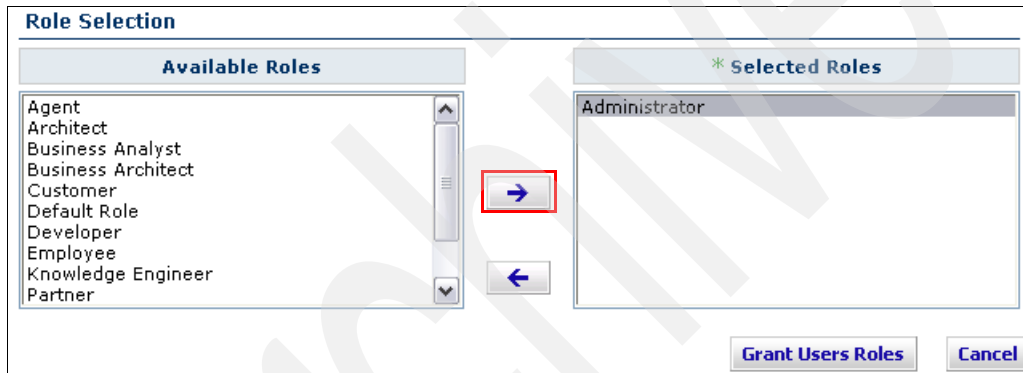 Role Selection
Available Roles
* Selected Roles
Agent
Architect
Business Analyst
Business Architect
Customer
Default Role
Developer
Employee
Knowledge Engineer
Partner
Administrator
Grant Users Roles
Cancel